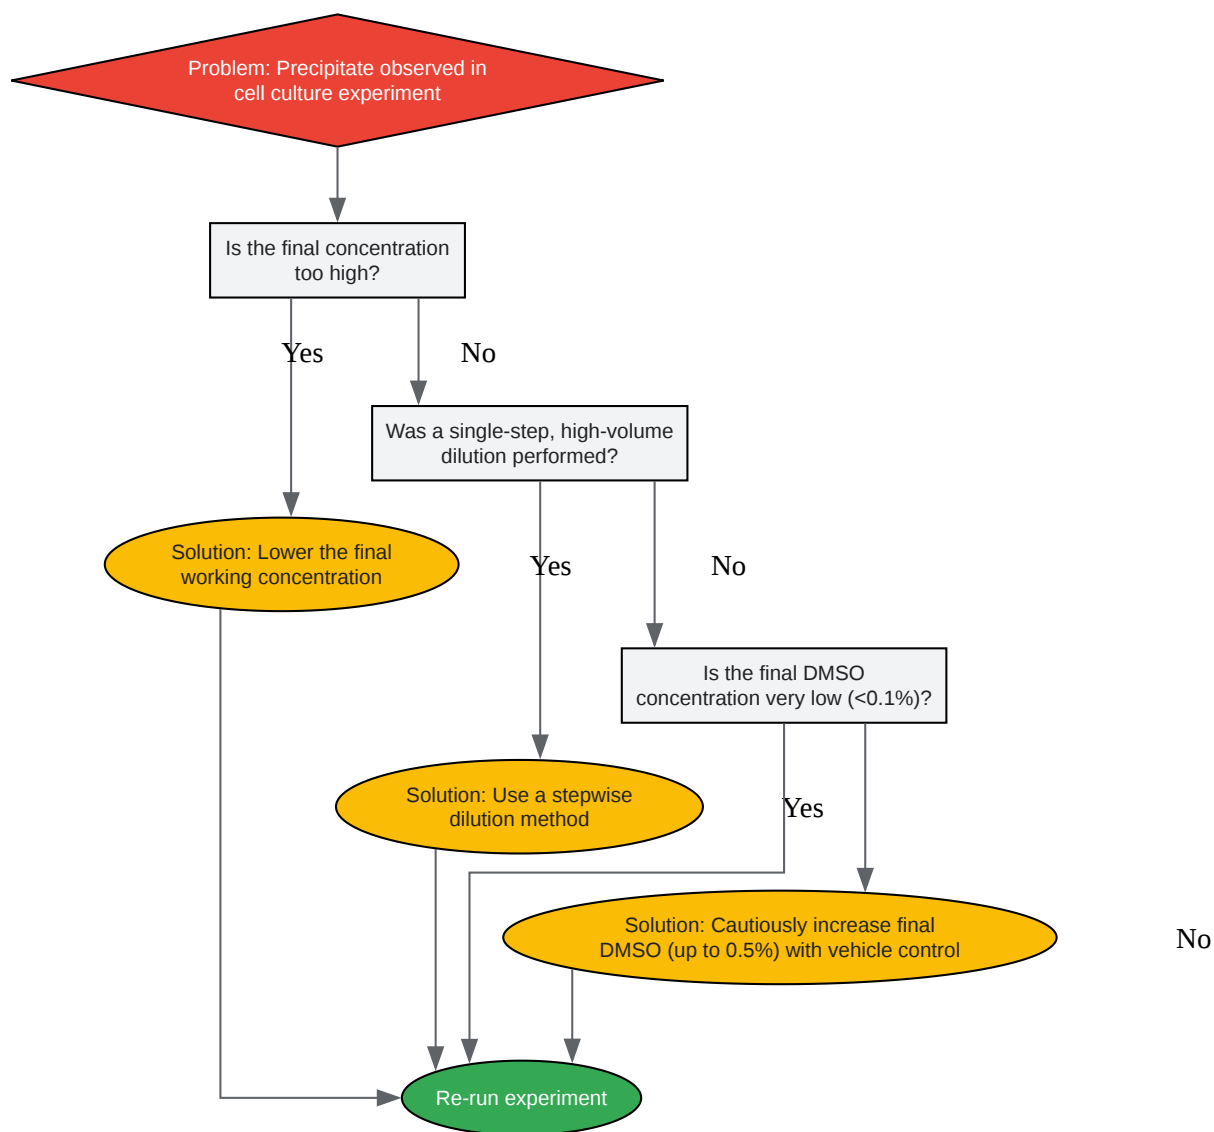 Problem: Precipitate observed in
cell culture experiment
Is the final concentration
too high?
Yes
No
Was a single-step, high-volume
dilution performed?
Solution: Lower the final
working concentration
Yes
No
Is the final DMSO
concentration very low (<0.1%)?
Solution: Use a stepwise
dilution method
Yes
Solution: Cautiously increase final
DMSO (up to 0.5%) with vehicle control
No
Re-run experiment